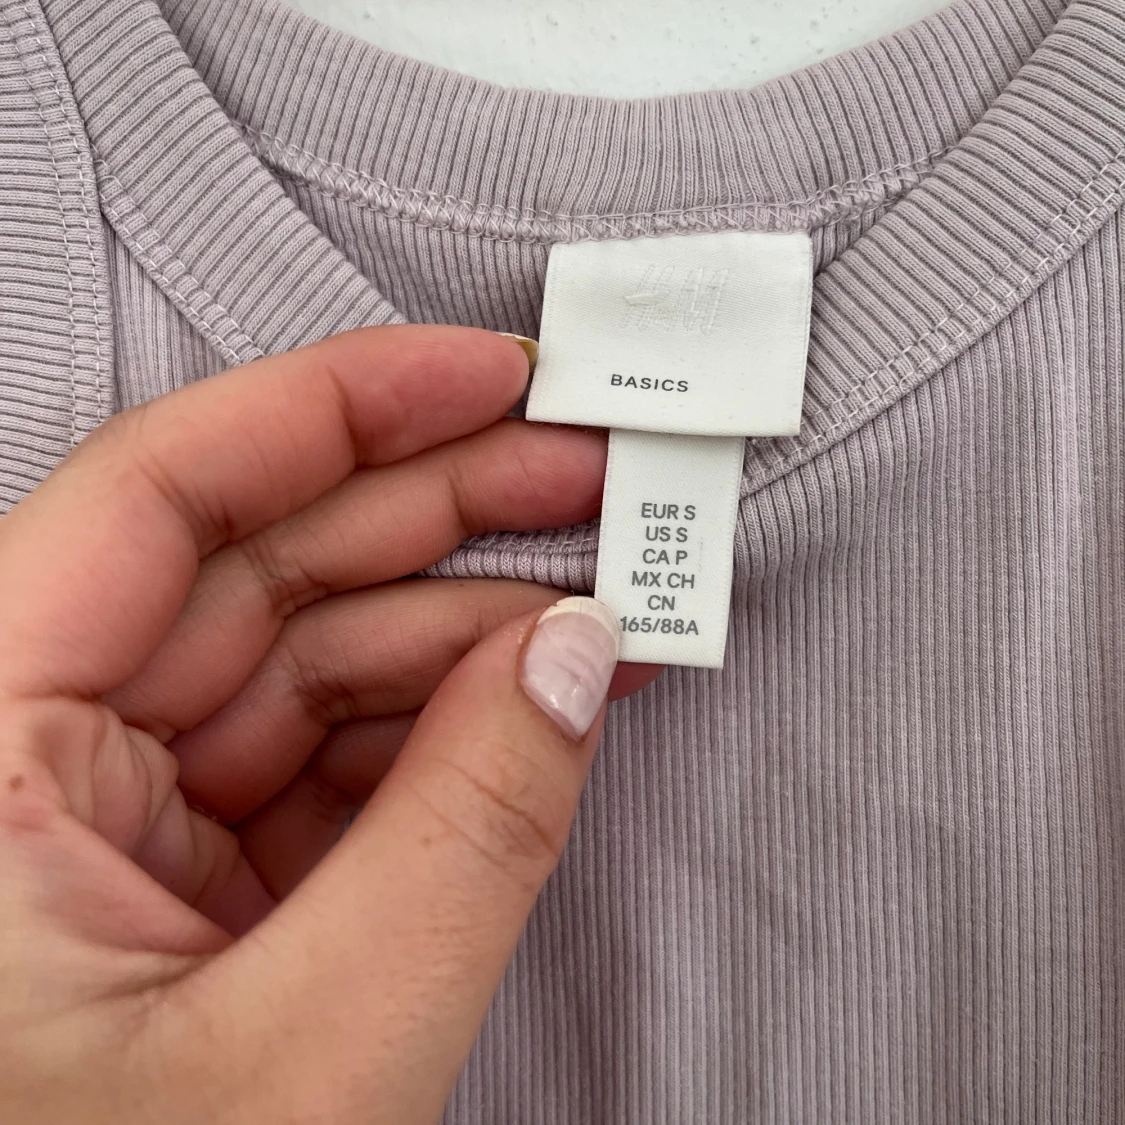 H&M
BASICS
EUR S
US S
CA P
MX CH
CN
165/88A